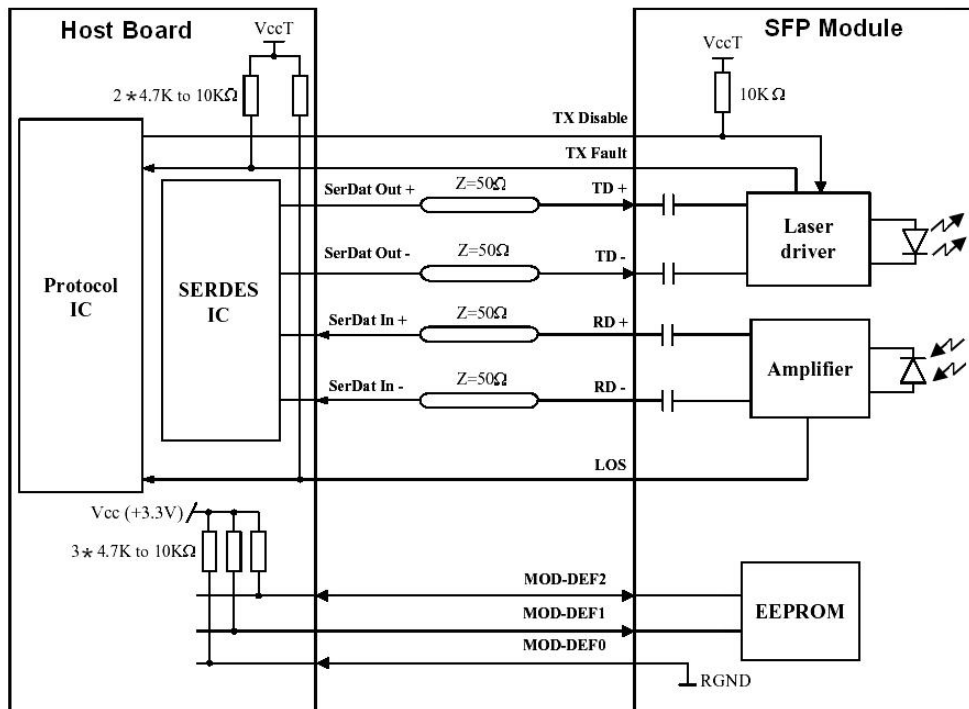 Host Board
SFP Module
VccT
VccT
2*4.7K to 10KΩ
10KΩ
TX Disable
TX Fault
SerDat Out +
Z=50Ω
TD +
SerDat Out -
Z=50Ω
TD -
Laser
driver
Protocol
IC
SERDES
IC
SerDat In +
Z=50Ω
RD +
SerDat In -
Z=50Ω
RD -
Amplifier
LOS
Vcc (+3.3V)
3*4.7K to 10KΩ
MOD-DEF2
MOD-DEF1
MOD-DEF0
EEPROM
RGND